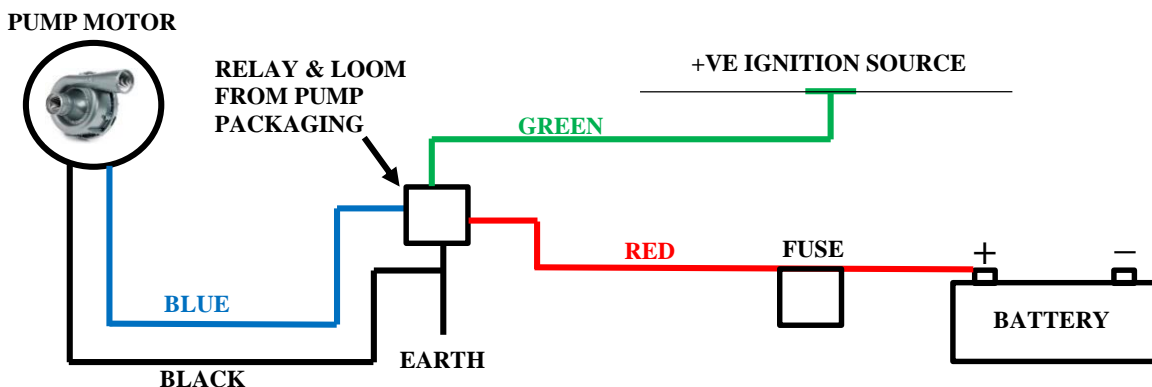 PUMP MOTOR
RELAY & LOOM
FROM PUMP
PACKAGING
+VE IGNITION SOURCE
GREEN
RED
FUSE
+
−
BATTERY
BLUE
EARTH
BLACK